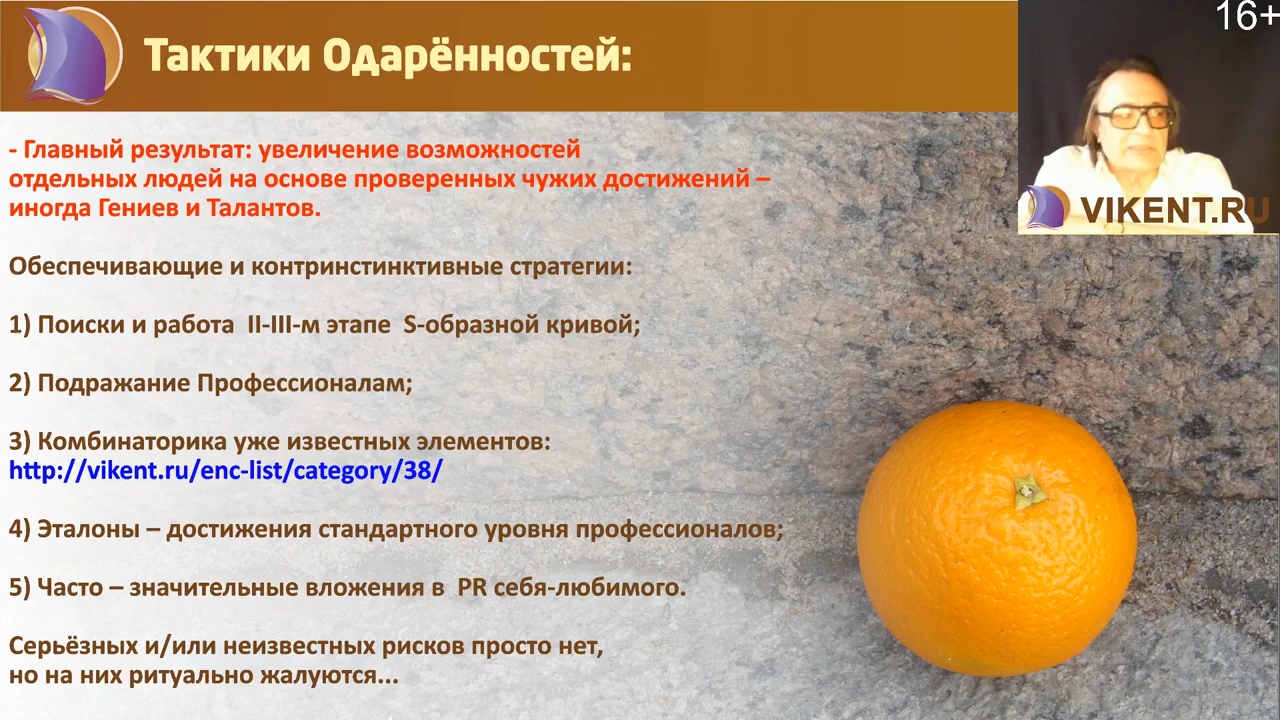 Тактики Одарённостей:
16+
VIKENT.RU
- Главный результат: увеличение возможностей
отдельных людей на основе проверенных чужих достижений –
иногда Гениев и Талантов.
Обеспечивающие и контринстинктивные стратегии:
1) Поиски и работа II-III-м этапе S-образной кривой;
2) Подражание Профессионалам;
3) Комбинаторика уже известных элементов:
http://vikent.ru/enc-list/category/38/
4) Эталоны – достижения стандартного уровня профессионалов;
5) Часто – значительные вложения в PR себя-любимого.
Серьёзных и/или неизвестных рисков просто нет,
но на них ритуально жалуются...